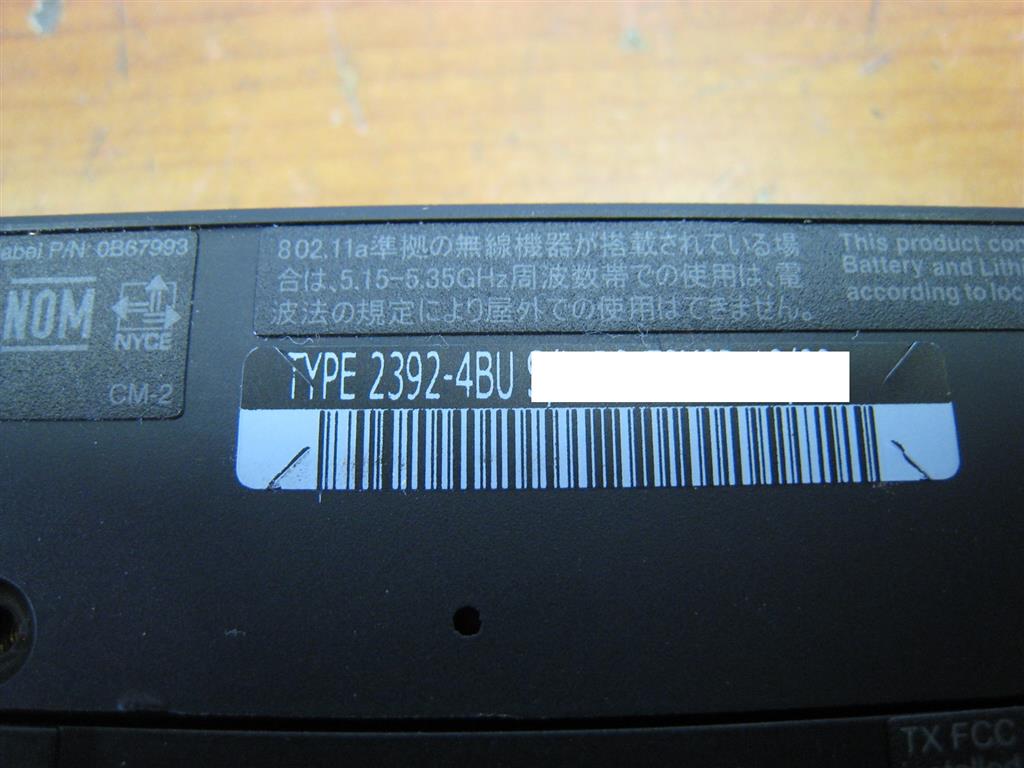 abel P/N: 0B67993
NOM
NYCE
CM-2
802.11a準拠の無線機器が搭載されている場
合は、5.15-5.35GHz周波数帯での使用は、電
波法の規定により屋外での使用はできません。
This product con
Battery and Lith
according to loc
TYPE 2392-4BU S/
TX FCC